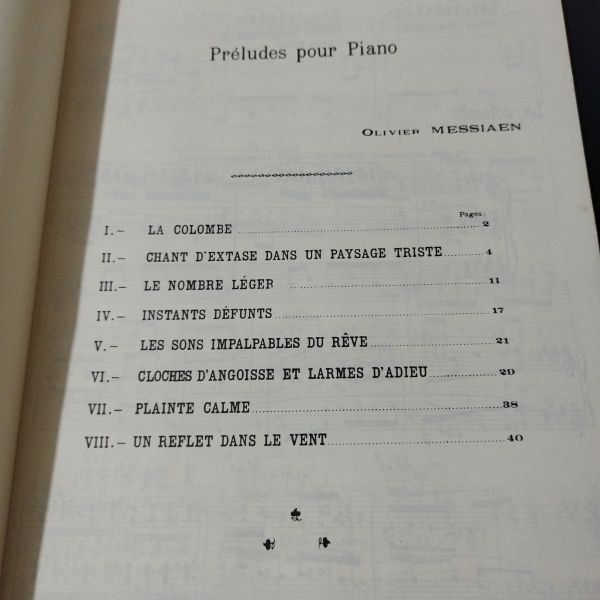 Préludes pour Piano
Olivier MESSIAEN
Pages
I.– LA COLOMBE 2
II.– CHANT D'EXTASE DANS UN PAYSAGE TRISTE 4
III.– LE NOMBRE LÉGER 11
IV.– INSTANTS DÉFUNTS 17
V.– LES SONS IMPALPABLES DU RÊVE 21
VI.– CLOCHES D'ANGOISSE ET LARMES D'ADIEU 29
VII.– PLAINTE CALME 38
VIII.– UN REFLET DANS LE VENT 40